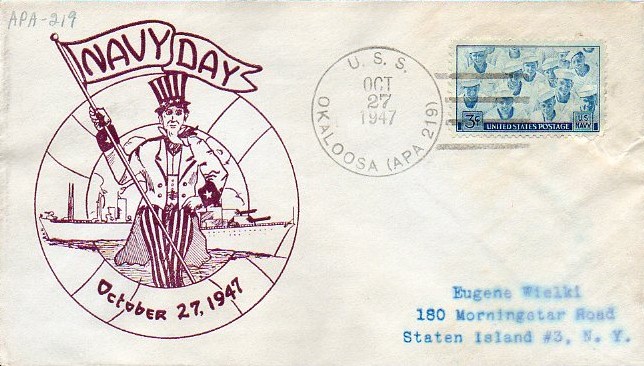 APA-219
NAVY DAY
October 27, 1947
U. S. S.
OCT
27
1947
OKALOOSA (APA 219)
3¢ UNITED STATES POSTAGE U.S. NAVY
Eugene Wielki
180 Morningstar Road
Staten Island #3, N. Y.